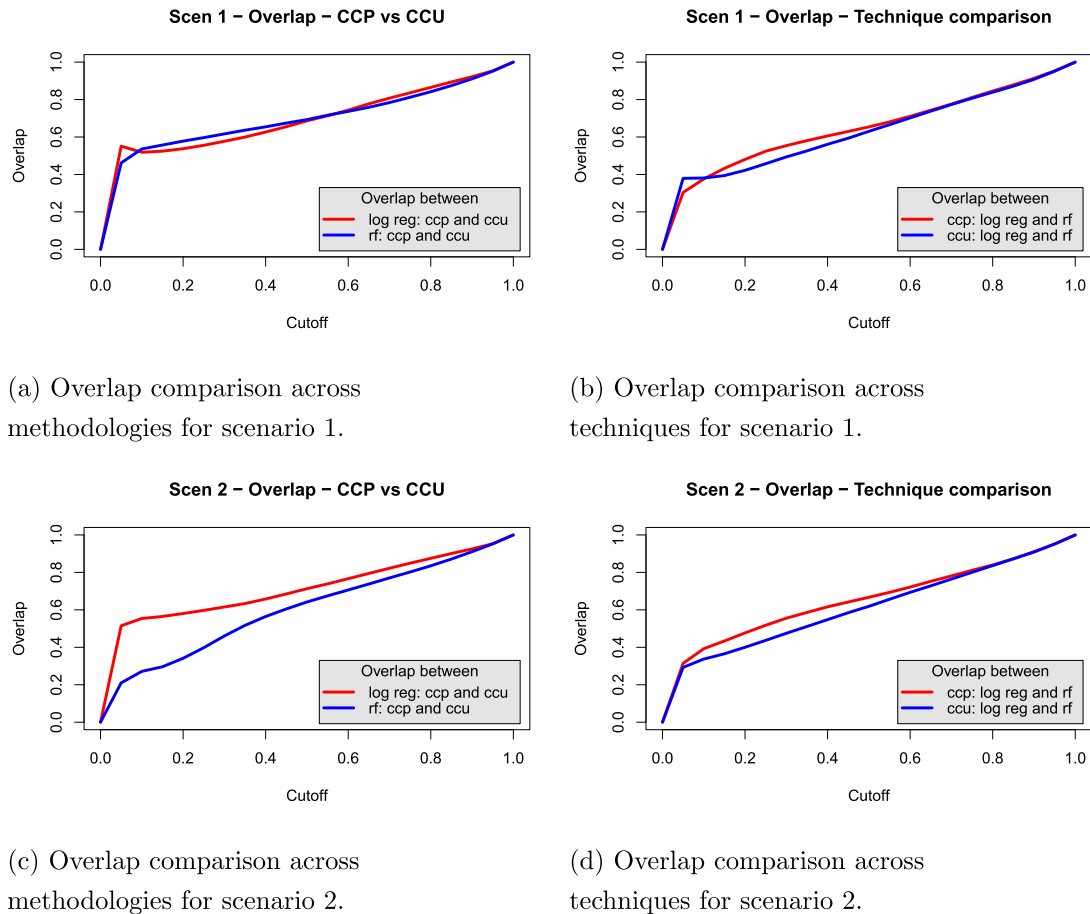 Scen 1 − Overlap − CCP vs CCU
Overlap
0.0 0.2 0.4 0.6 0.8 1.0
Overlap between
log reg: ccp and ccu
rf: ccp and ccu
0.0 0.2 0.4 0.6 0.8 1.0
Cutoff
(a) Overlap comparison across
methodologies for scenario 1.
Scen 1 − Overlap − Technique comparison
Overlap
0.0 0.2 0.4 0.6 0.8 1.0
Overlap between
ccp: log reg and rf
ccu: log reg and rf
0.0 0.2 0.4 0.6 0.8 1.0
Cutoff
(b) Overlap comparison across
techniques for scenario 1.
Scen 2 − Overlap − CCP vs CCU
Overlap
0.0 0.2 0.4 0.6 0.8 1.0
Overlap between
log reg: ccp and ccu
rf: ccp and ccu
0.0 0.2 0.4 0.6 0.8 1.0
Cutoff
(c) Overlap comparison across
methodologies for scenario 2.
Scen 2 − Overlap − Technique comparison
Overlap
0.0 0.2 0.4 0.6 0.8 1.0
Overlap between
ccp: log reg and rf
ccu: log reg and rf
0.0 0.2 0.4 0.6 0.8 1.0
Cutoff
(d) Overlap comparison across
techniques for scenario 2.